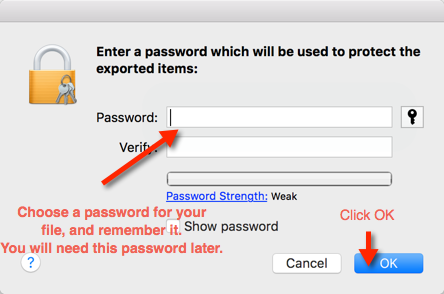 Enter a password which will be used to protect the
exported items:
Password:
Verify:
Password Strength: Weak
Choose a password for your
file, and remember it.
You will need this password later.
Show password
Click OK
?
Cancel
OK